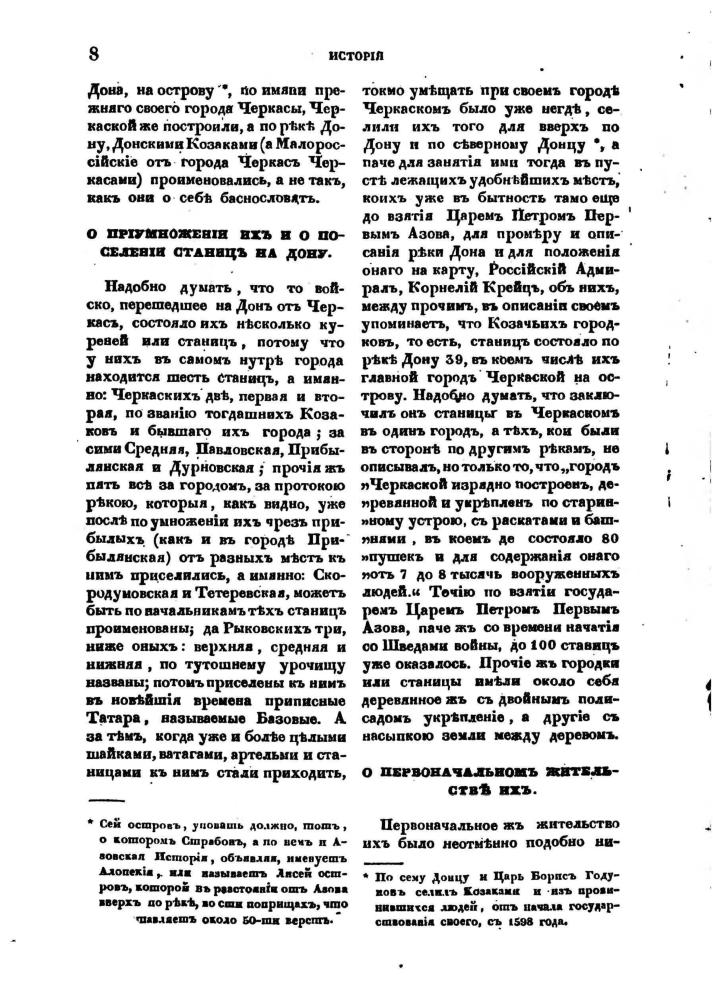 8
ИСТОРІЯ
Дона, на острову *, по имяни пре-
жняго своего города Черкасы, Чер-
каской же построили, а по рѣкѣ До-
ну, Донскими Козаками (а Малорос-
сійскіе отъ города Черкасъ Чер-
касами) проименовались, а не такъ,
какъ они о себѣ баснословятъ.
О ПРІУМНОЖЕНІИ ИХЪ И О ПО-
СЕЛЕНІИ СТАНИЦЪ НА ДОНУ.
Надобно думать, что то вой-
ско, перешедшее на Донъ отъ Чер-
касъ, состояло ихъ нѣсколько ку-
реней или станицъ, потому что
у нихъ въ самомъ нутрѣ города
находится шесть станицъ, а имян-
но: Черкаскихъ двѣ, первая и вто-
рая, по званію тогдашнихъ Коза-
ковъ и бывшаго ихъ города; за
сими Средняя, Павловская, Прибы-
лянская и Дурновская; прочія жъ
пять всѣ за городомъ, за протокою
рѣкою, которыя, какъ видно, уже
послѣ по умноженіи ихъ чрезъ при-
былыхъ (какъ и въ городѣ При-
былянская) отъ разныхъ мѣстъ къ
нимъ приселились, а имянно: Ско-
родумовская и Тетеревская, можетъ
быть по начальникамъ тѣхъ станицъ
проименованы; да Рыковскихъ три,
ниже оныхъ: верхняя, средняя и
нижняя, по тутошнему урочищу
названы; потомъ приселены къ нимъ
въ новѣйшія времена приписные
Татара, называемые Базовые. А
за тѣмъ, когда уже и болѣе цѣлыми
шайками, ватагами, артельми и ста-
ницами къ нимъ стали приходить,
* Сей островъ, уповать должно, тотъ,
о которомъ Страбонъ, а по немъ и А-
зовская Исторія, объявляя, именуетъ
Алопекія, или называетъ Лисей ост-
ровъ, которой въ разстояніи отъ Азова
вверхъ по рѣкѣ, во сти поприщахъ, что
составляетъ около 50-ти верстъ.
токмо умѣщать при своемъ городѣ
Черкаскомъ было уже негдѣ, се-
лили ихъ того для вверхъ по
Дону и по сѣверному Донцу *, а
паче для занятія ими тогда въ пу-
стѣ лежащихъ удобнѣйшихъ мѣстъ,
коихъ уже въ бытность тамо еще
до взятія Царемъ Петромъ Пер-
вымъ Азова, для промѣру и опи-
санія рѣки Дона и для положенія
онаго на карту, Россійскій Адми-
ралъ, Корнелій Крейцъ, объ нихъ,
между прочимъ, въ описаніи своемъ
упоминаетъ, что Козачьихъ город-
ковъ, то есть, станицъ состояло по
рѣкѣ Дону 39, въ коемъ числѣ ихъ
главной городъ Черкаской на ос-
трову. Надобно думать, что заклю-
чилъ онъ станицы въ Черкаскомъ
въ одинъ городъ, а тѣхъ, кои были
въ сторонѣ по другимъ рѣкамъ, не
описывалъ, но только то, что „городъ
„Черкаской изрядно построенъ, де-
„ревянной и укрѣпленъ по старин-
„ному устрою, съ раскатами и баш-
„нями, въ коемъ де состояло 80
„пушекъ и для содержанія онаго
„отъ 7 до 8 тысячь вооруженныхъ
людей.“ Течію по взятіи государ-
ремъ Царемъ Петромъ Первымъ
Азова, паче жъ со времени начатія
со Шведами войны, до 100 станицъ
уже оказалось. Прочіе жъ городки
или станицы имѣли около себя
деревянное жъ съ двойнымъ поли-
садомъ укрѣпленіе, а другіе съ
насыпкою земли между деревомъ.
О ПЕРВОНАЧАЛЬНОМЪ ЖИТЕЛЬ-
СТВѢ ИХЪ.
Первоначальное жъ жительство
ихъ было неотмѣнно подобно ни-
* По сему Донцу и Царь Борисъ Году-
новъ селилъ Козаками и изъ прови-
нившихся людей, отъ начала государ-
ствованія своего, съ 1598 года.